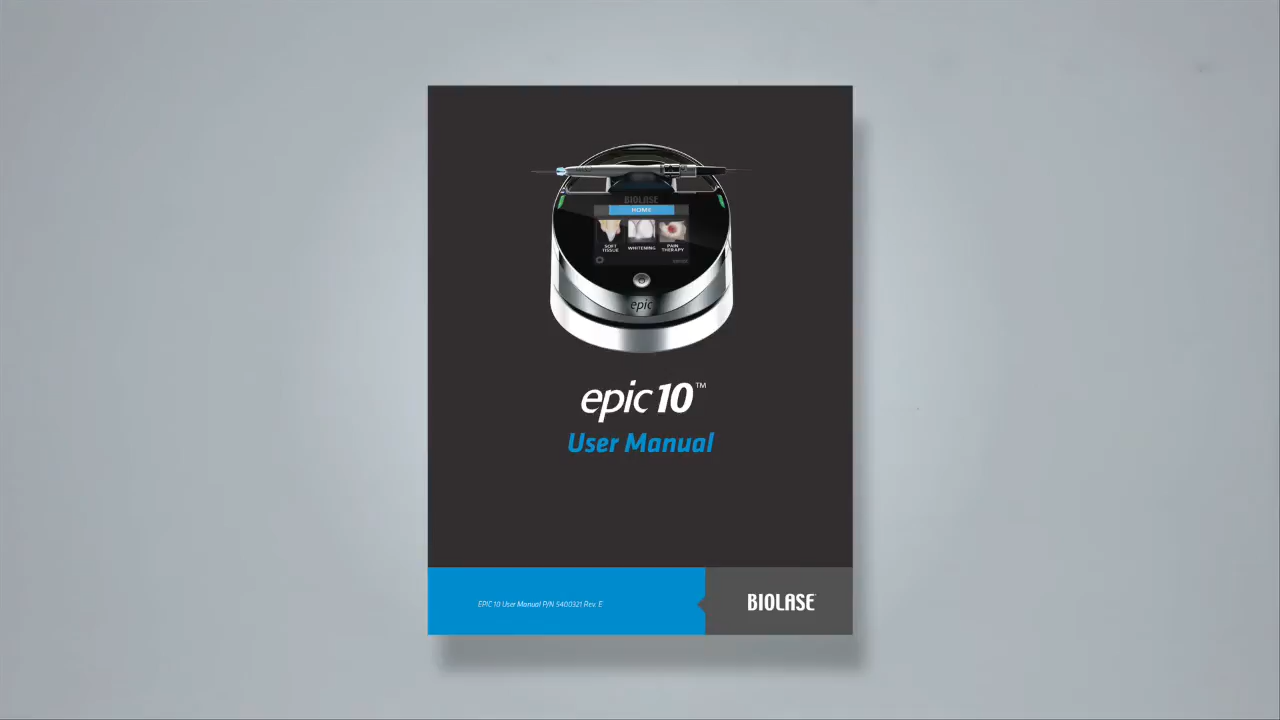 BIOLASE
HOME
SOFT
TISSUE
WHITENING
PAIN
THERAPY
epic
epic 10™
User Manual
EPIC 10 User Manual P/N 5400321 Rev. E
BIOLASE